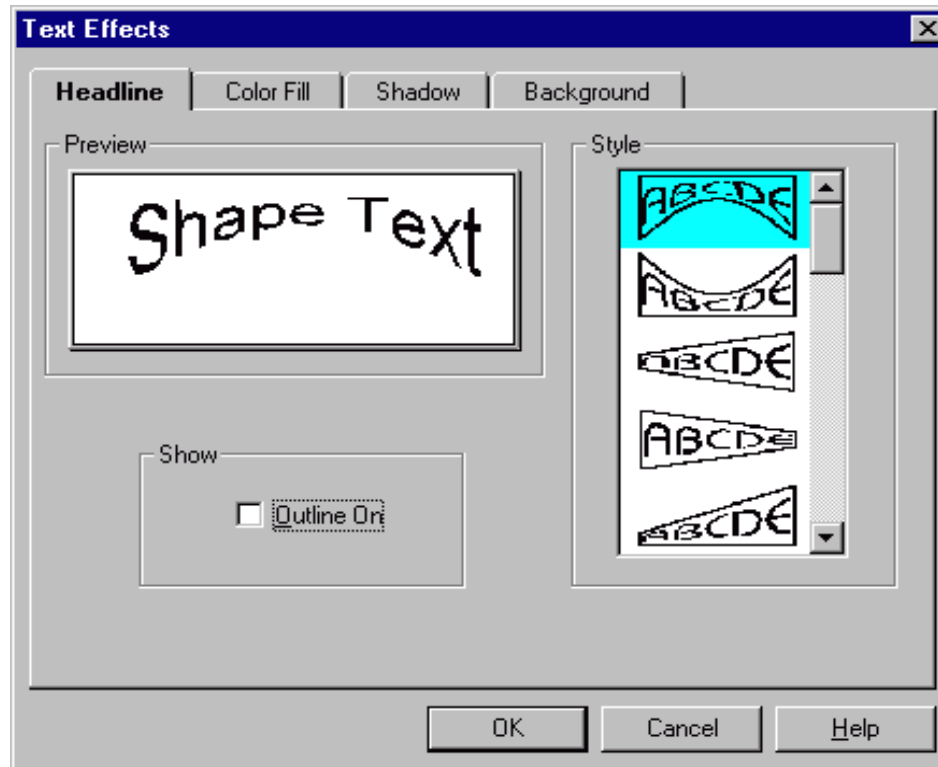 Text Effects
Headline Color Fill Shadow Background
Preview
Shape Text
Style
ABCDE
ABCDE
ABCDE
ABCDE
ABCDE
Show
Outline On
OK Cancel Help